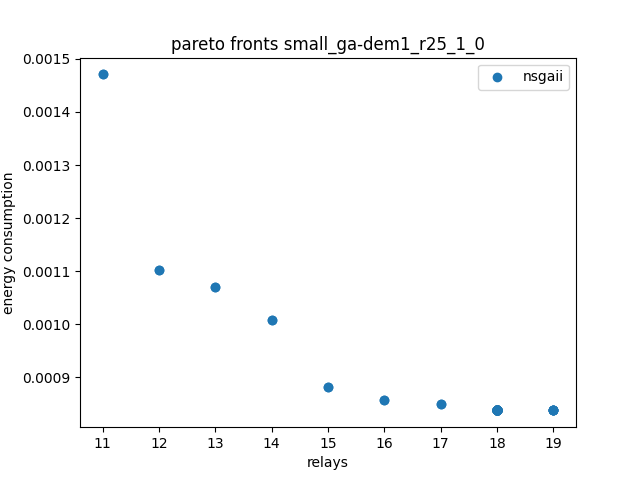 pareto fronts small_ga-dem1_r25_1_0
nsgaii
energy consumption
0.0015
0.0014
0.0013
0.0012
0.0011
0.0010
0.0009
11 12 13 14 15 16 17 18 19
relays